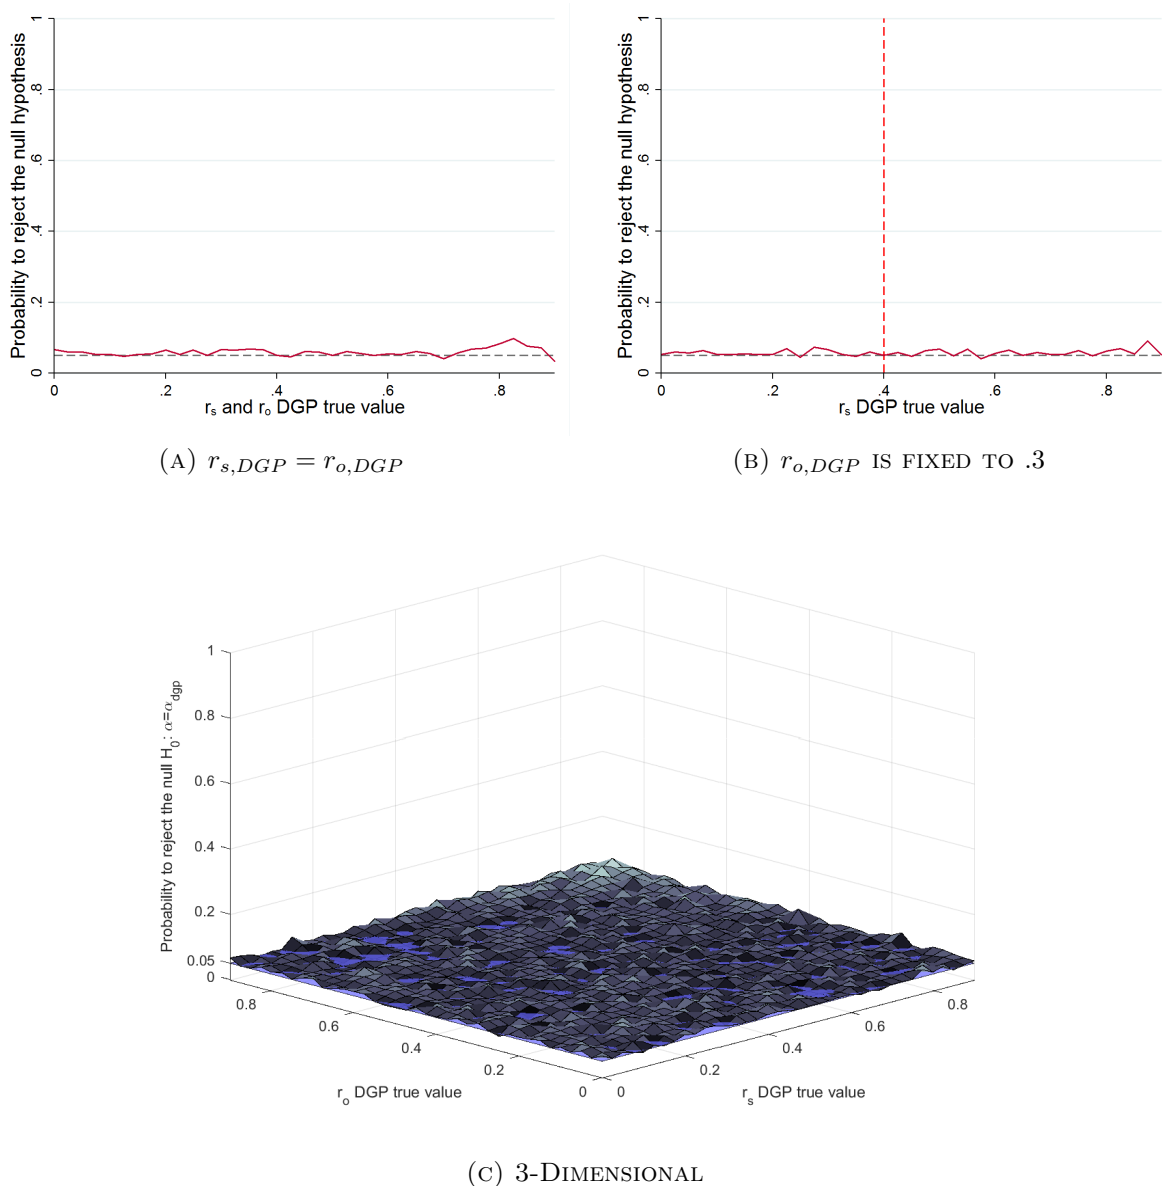 Probability to reject the null hypothesis
0 .2 .4 .6 .8 1
0 .2 .4 .6 .8
rs and ro DGP true value
(A) rs,DGP = ro,DGP
Probability to reject the null hypothesis
0 .2 .4 .6 .8 1
0 .2 .4 .6 .8
rs DGP true value
(B) ro,DGP IS FIXED TO .3
Probability to reject the null H0: α=αdgp
1
0.8
0.6
0.4
0.2
0.05
0
0.8 0.6 0.4 0.2 0
ro DGP true value
0 0.2 0.4 0.6 0.8
rs DGP true value
(C) 3-DIMENSIONAL